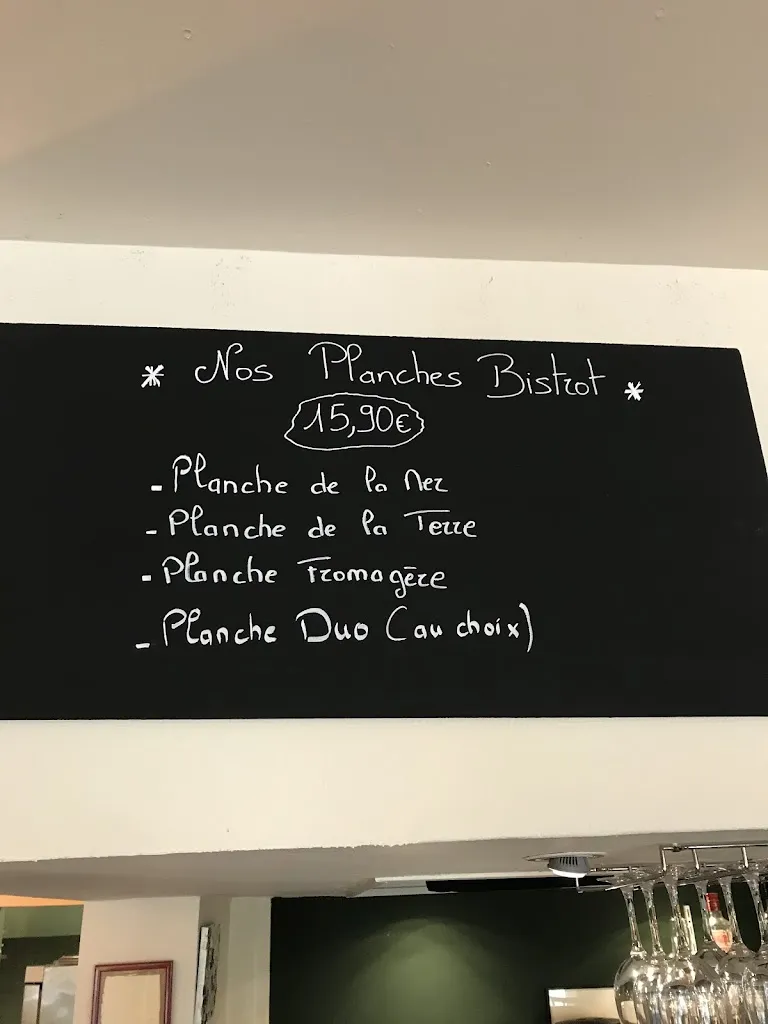 * Nos Planches Bistrot *
15,90€
- Planche de la Mer
- Planche de la Terre
- Planche Fromagère
- Planche Duo (au choix)